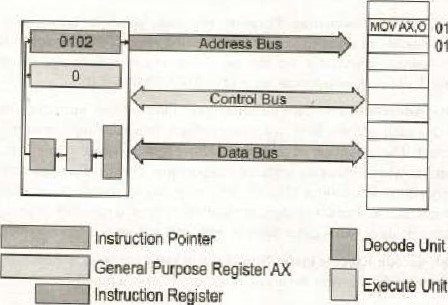 0102
Address Bus
MOV AX,O 01
01
0
Control Bus
Data Bus
Instruction Pointer
Decode Unit
General Purpose Register AX
Execute Unit
Instruction Register